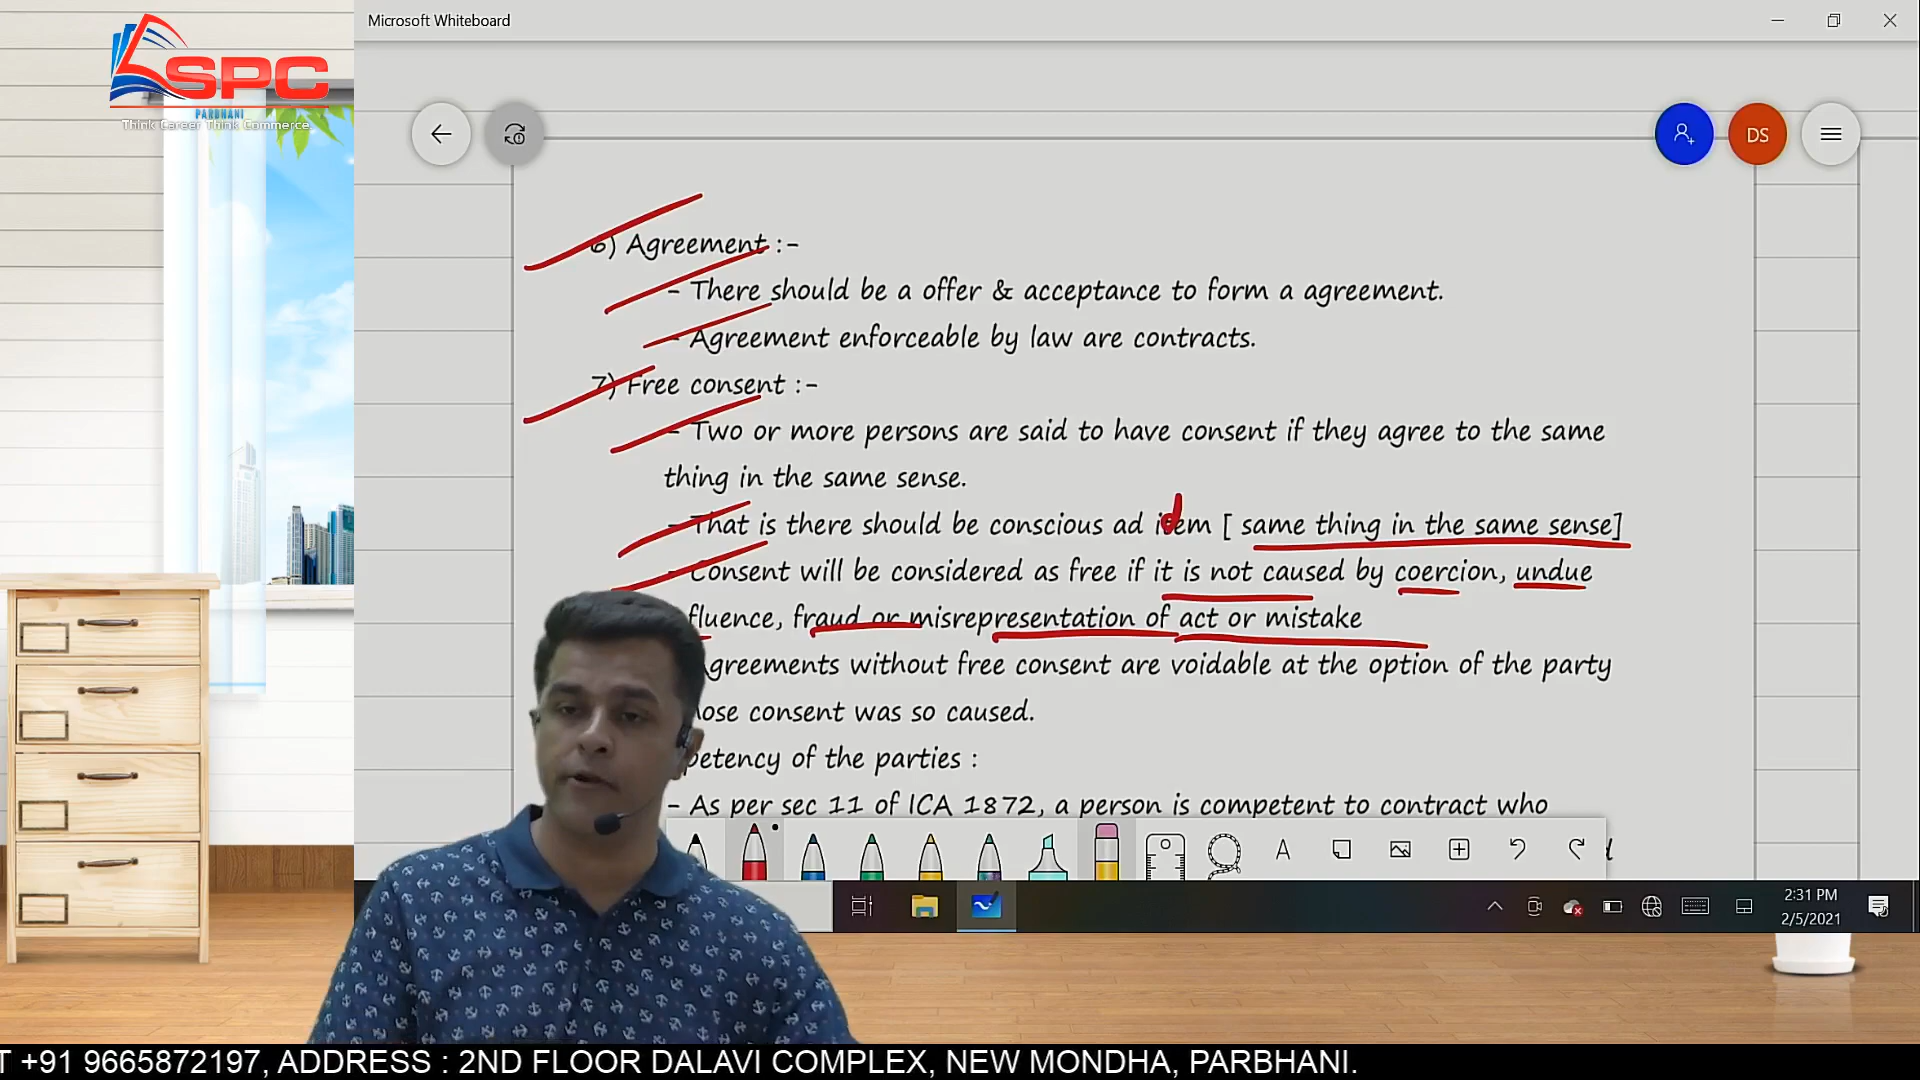 Microsoft Whiteboard
SPC
PARBHANI
Think Career Think Commerce.
DS
6) Agreement :-
- There should be a offer & acceptance to form a agreement.
- Agreement enforceable by law are contracts.
7) Free consent :-
- Two or more persons are said to have consent if they agree to the same
thing in the same sense.
- That is there should be conscious ad idem [ same thing in the same sense]
- Consent will be considered as free if it is not caused by coercion, undue
fluence, fraud or misrepresentation of act or mistake
greements without free consent are voidable at the option of the party
ose consent was so caused.
petency of the parties :
- As per sec 11 of ICA 1872, a person is competent to contract who
A
2:31 PM
2/5/2021
T +91 9665872197, ADDRESS : 2ND FLOOR DALAVI COMPLEX, NEW MONDHA, PARBHANI.